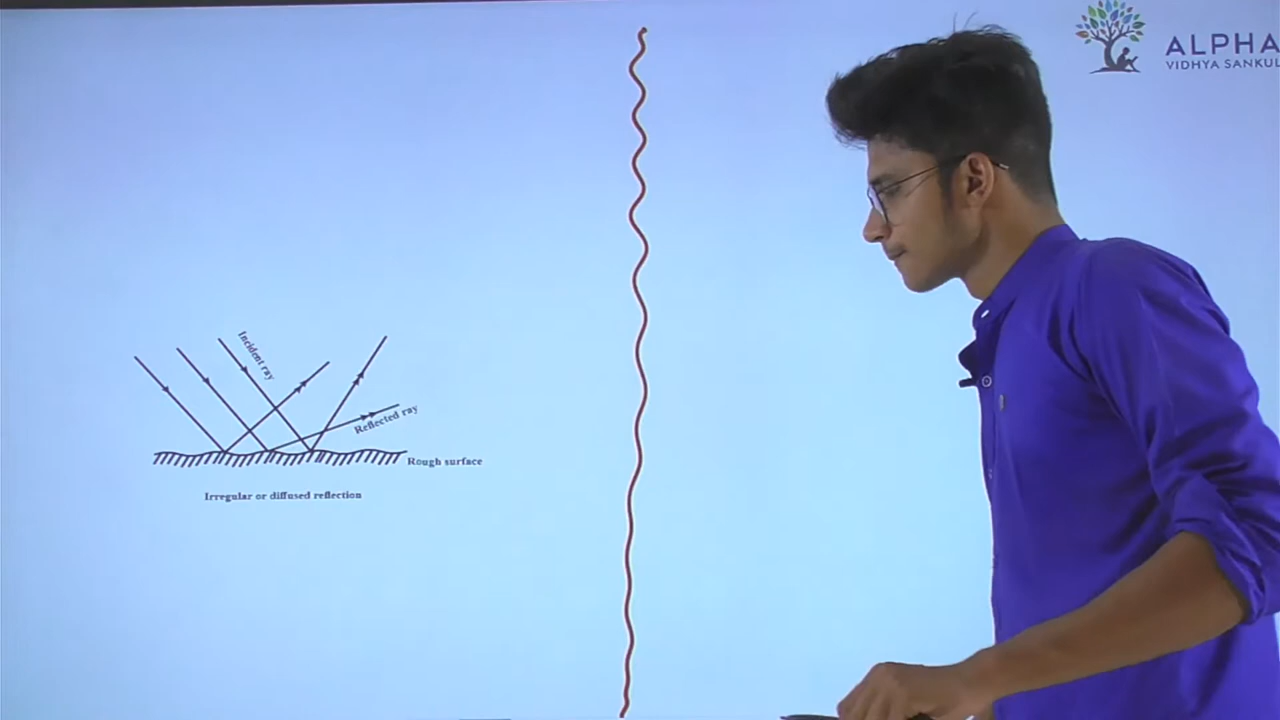 ALPHA
VIDHYA SANKUL
Incident ray
Reflected ray
Rough surface
Irregular or diffused reflection